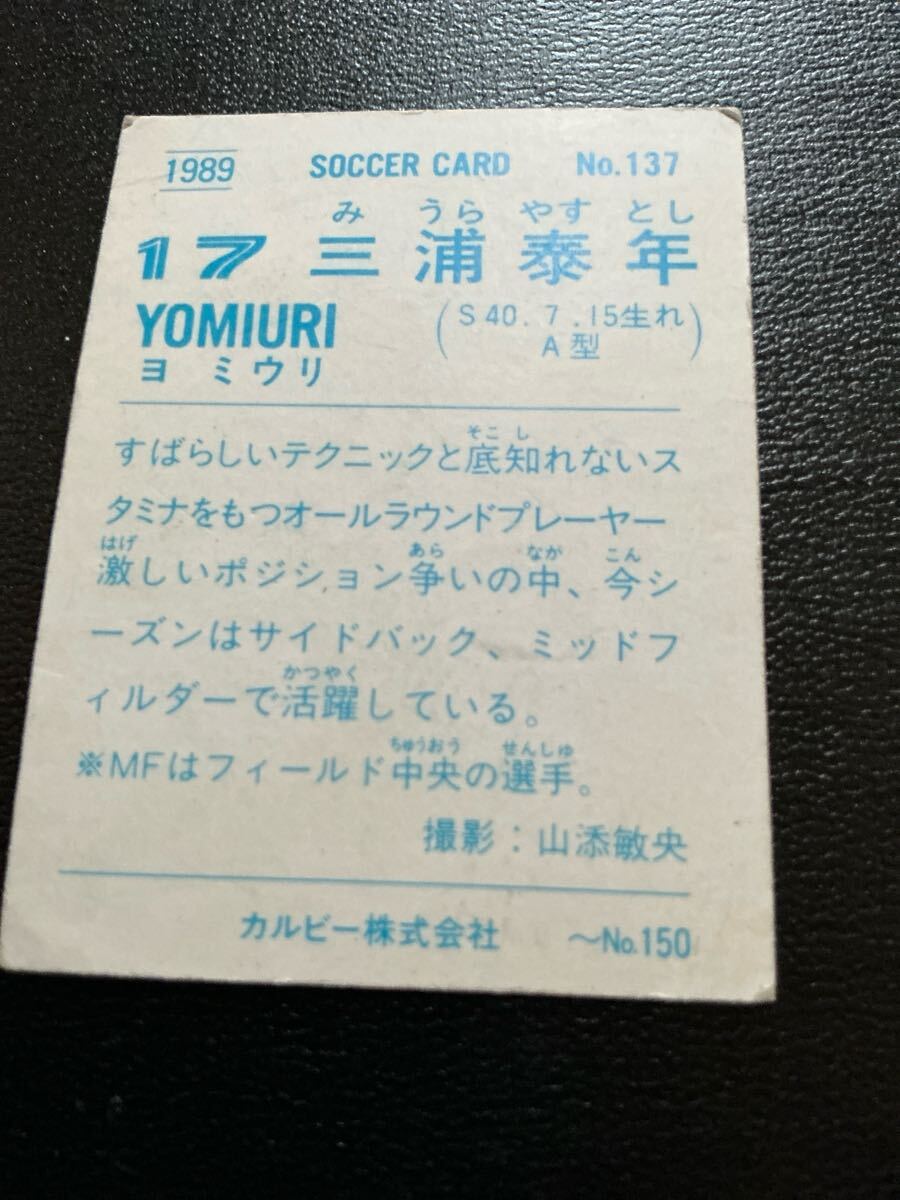 1989 SOCCER CARD No.137
み うら やす とし
17 三浦泰年
YOMIURI
ヨミウリ
(S40.7.15生れ
A型)
そこ し
すばらしいテクニックと底知れないス
タミナをもつオールラウンドプレーヤー
はげ あら なが こん
激しいポジション争いの中、今シ
ーズンはサイドバック、ミッドフ
かつやく
ィルダーで活躍している。
ちゅうおう せんしゅ
※MFはフィールド中央の選手。
撮影：山添敏央
カルビー株式会社 〜No.150